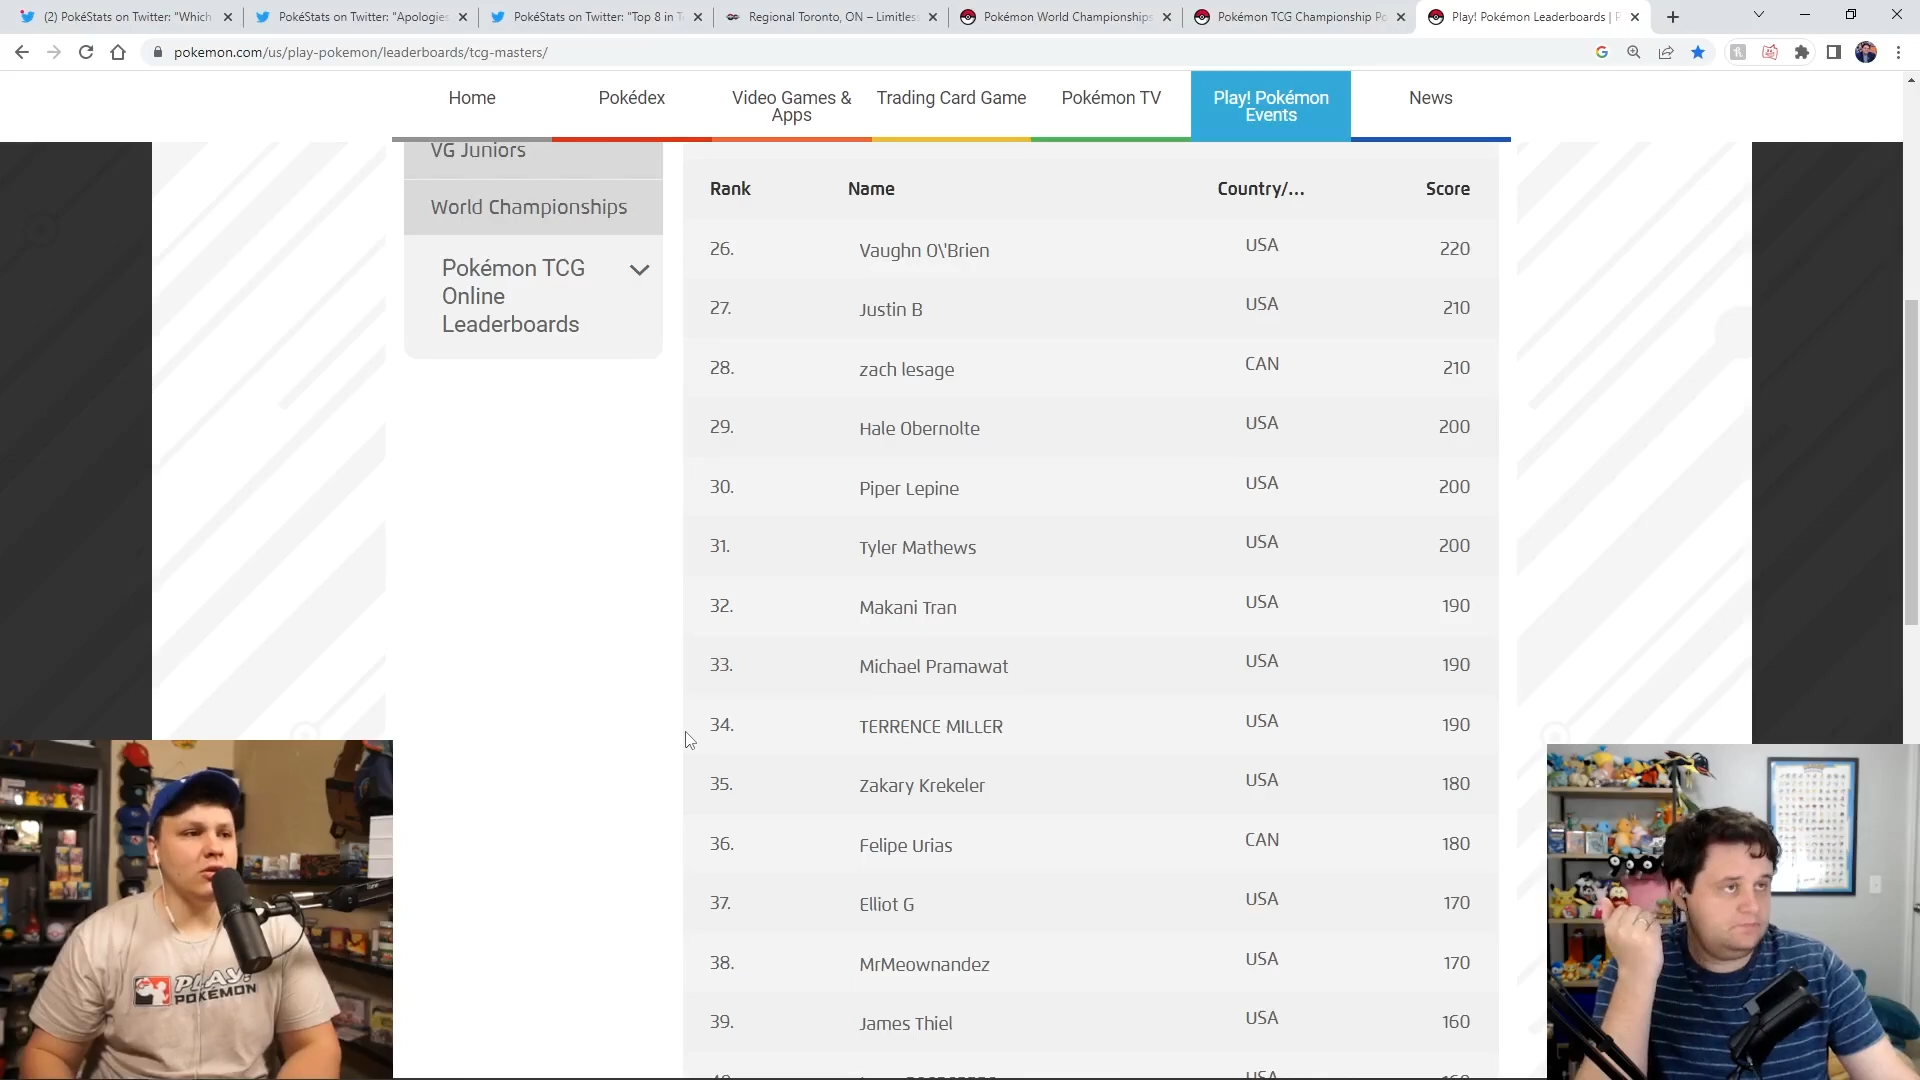 (2) PokéStats on Twitter: "Which
PokéStats on Twitter: "Apologies
PokéStats on Twitter: "Top 8 in T
Regional Toronto, ON – Limitless
Pokémon World Championships
Pokémon TCG Championship Po
Play! Pokémon Leaderboards | P
pokemon.com/us/play-pokemon/leaderboards/tcg-masters/
Home
Pokédex
Video Games &
Apps
Trading Card Game
Pokémon TV
Play! Pokémon
Events
News
VG Juniors
World Championships
Pokémon TCG
Online
Leaderboards
Rank Name Country/... Score
26. Vaughn O\'Brien USA 220
27. Justin B USA 210
28. zach lesage CAN 210
29. Hale Obernolte USA 200
30. Piper Lepine USA 200
31. Tyler Mathews USA 200
32. Makani Tran USA 190
33. Michael Pramawat USA 190
34. TERRENCE MILLER USA 190
35. Zakary Krekeler USA 180
36. Felipe Urias CAN 180
37. Elliot G USA 170
38. MrMeownandez USA 170
39. James Thiel USA 160
PLAY!
POKÉMON